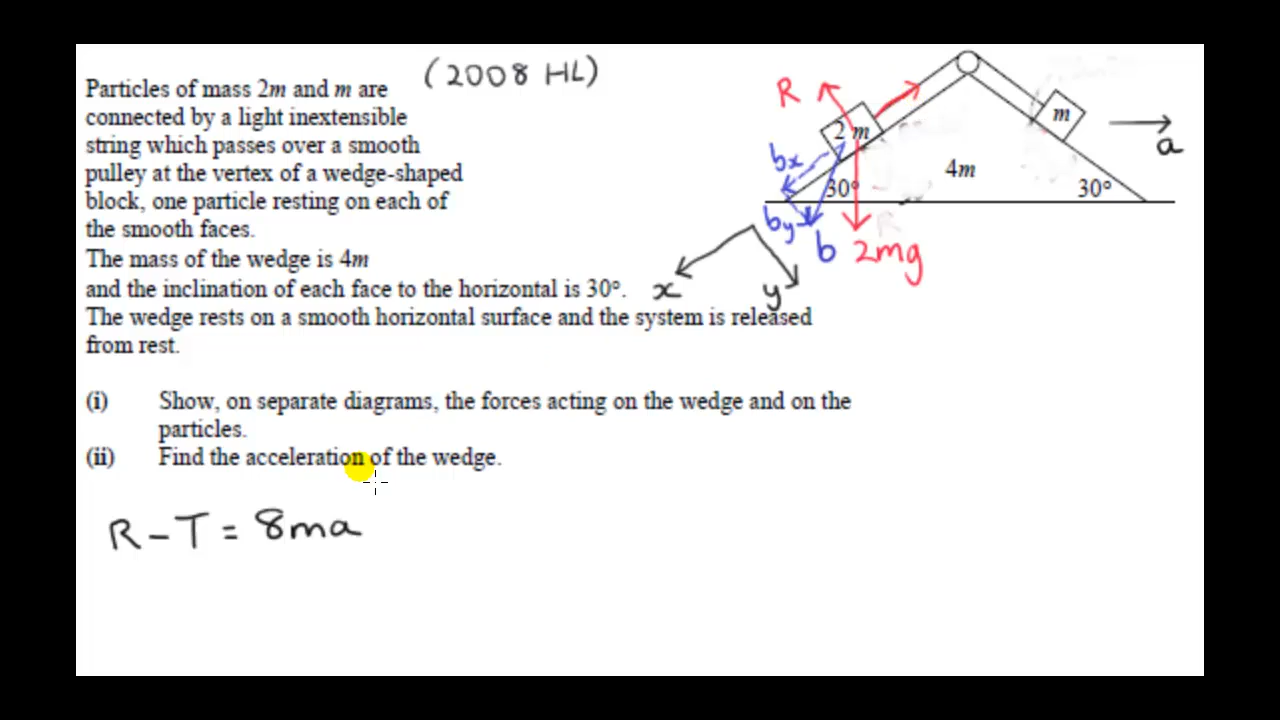 (2008 HL)
Particles of mass 2m and m are
connected by a light inextensible
string which passes over a smooth
pulley at the vertex of a wedge-shaped
block, one particle resting on each of
the smooth faces.
The mass of the wedge is 4m
and the inclination of each face to the horizontal is 30°.
The wedge rests on a smooth horizontal surface and the system is released
from rest.
(i) Show, on separate diagrams, the forces acting on the wedge and on the
particles.
(ii) Find the acceleration of the wedge.
R - T = 8ma
R
2m
m
a
bx
30°
4m
30°
by
b
2mg
x
y